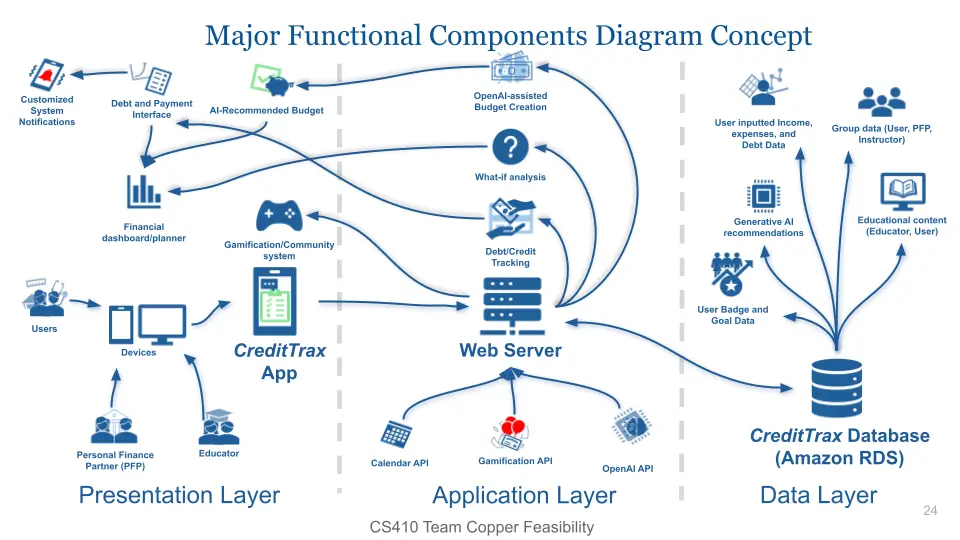 Major Functional Components Diagram Concept
Customized
System
Notifications
Debt and Payment
Interface
AI-Recommended Budget
Financial
dashboard/planner
Gamification/Community
system
Users
Devices
CreditTrax
App
Personal Finance
Partner (PFP)
Educator
Presentation Layer
OpenAI-assisted
Budget Creation
?
What-if analysis
Debt/Credit
Tracking
Web Server
Calendar API
Gamification API
OpenAI API
Application Layer
User inputted Income,
expenses, and
Debt Data
Group data (User, PFP,
Instructor)
Generative AI
recommendations
Educational content
(Educator, User)
User Badge and
Goal Data
CreditTrax Database
(Amazon RDS)
Data Layer
CS410 Team Copper Feasibility
24